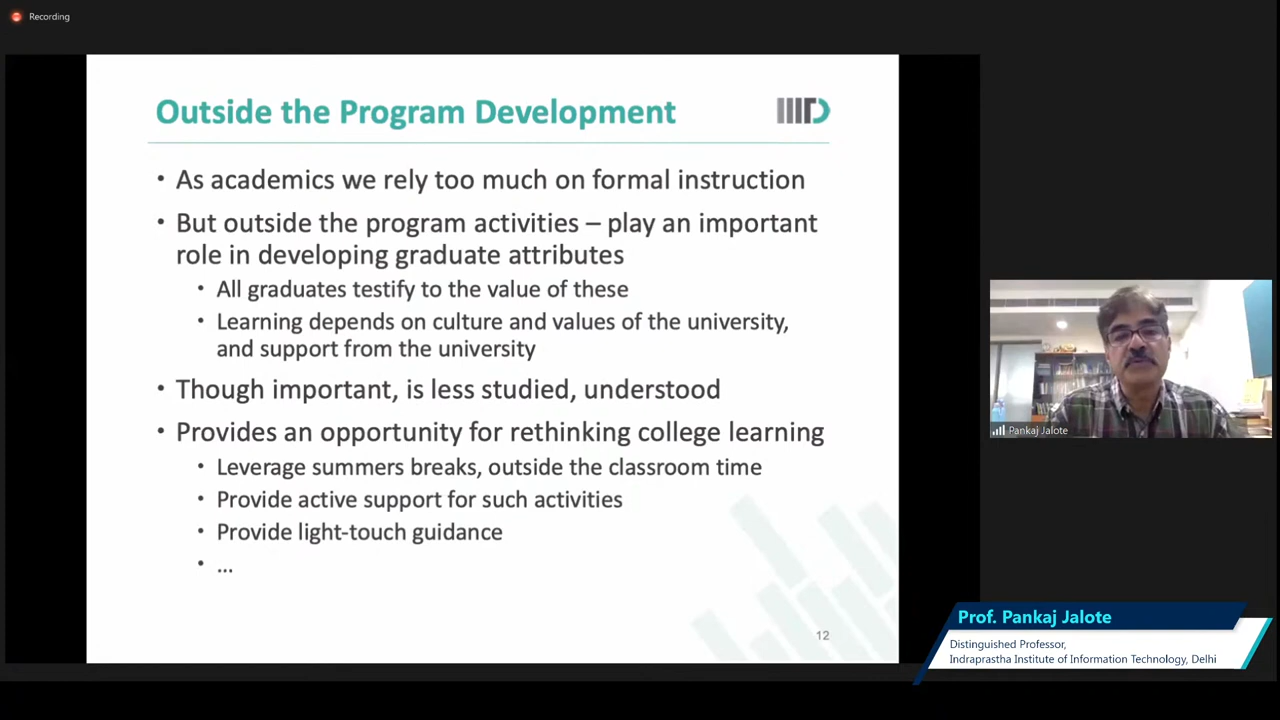 Recording
Outside the Program Development
IIITD
• As academics we rely too much on formal instruction
• But outside the program activities – play an important
role in developing graduate attributes
• All graduates testify to the value of these
• Learning depends on culture and values of the university,
and support from the university
• Though important, is less studied, understood
• Provides an opportunity for rethinking college learning
• Leverage summers breaks, outside the classroom time
• Provide active support for such activities
• Provide light-touch guidance
• ...
12
Pankaj Jalote
Prof. Pankaj Jalote
Distinguished Professor,
Indraprastha Institute of Information Technology, Delhi